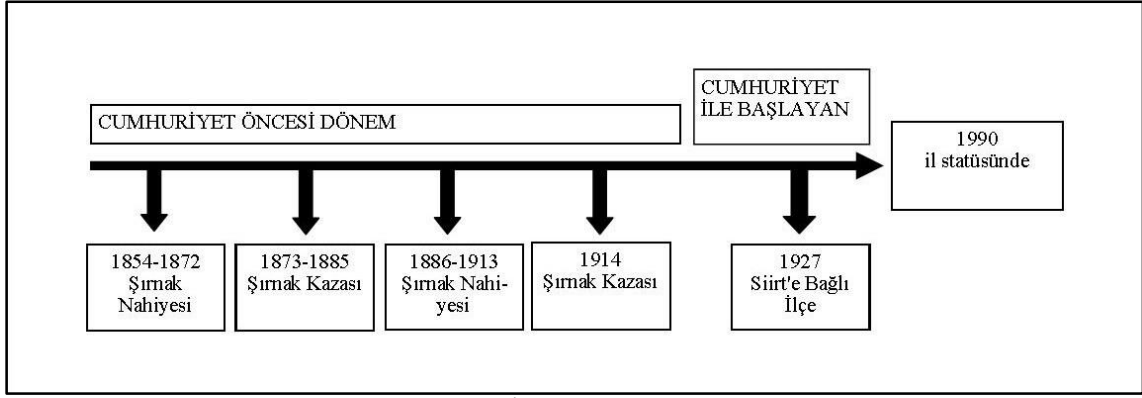 CUMHURİYET ÖNCESİ DÖNEM
CUMHURİYET
İLE BAŞLAYAN
1990
il statüsünde
1854-1872
Şırnak
Nahiyesi
1873-1885
Şırnak Kazası
1886-1913
Şırnak Nahi-
yesi
1914
Şırnak Kazası
1927
Siirt'e Bağlı
İlçe